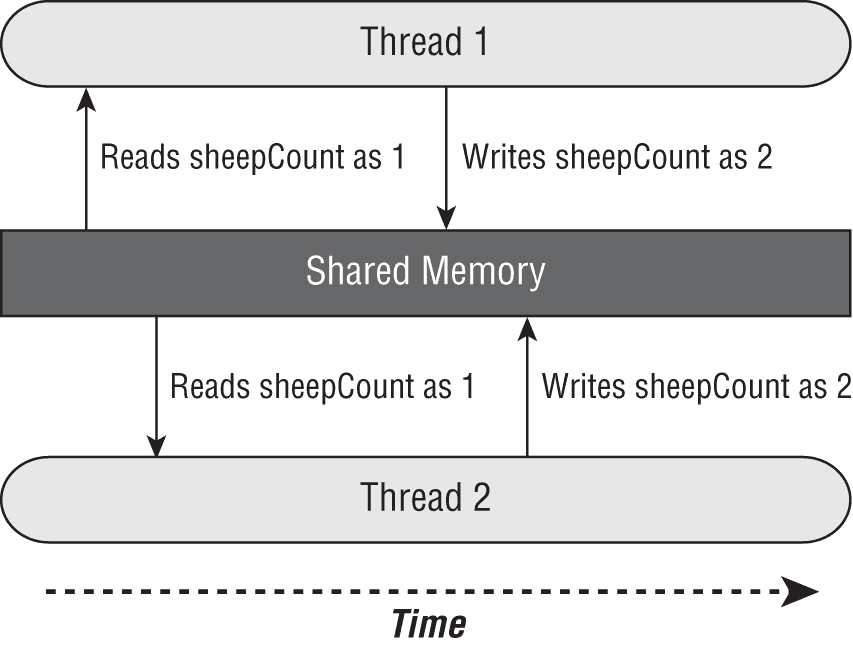 Thread 1
Reads sheepCount as 1
Writes sheepCount as 2
Shared Memory
Reads sheepCount as 1
Writes sheepCount as 2
Thread 2
Time